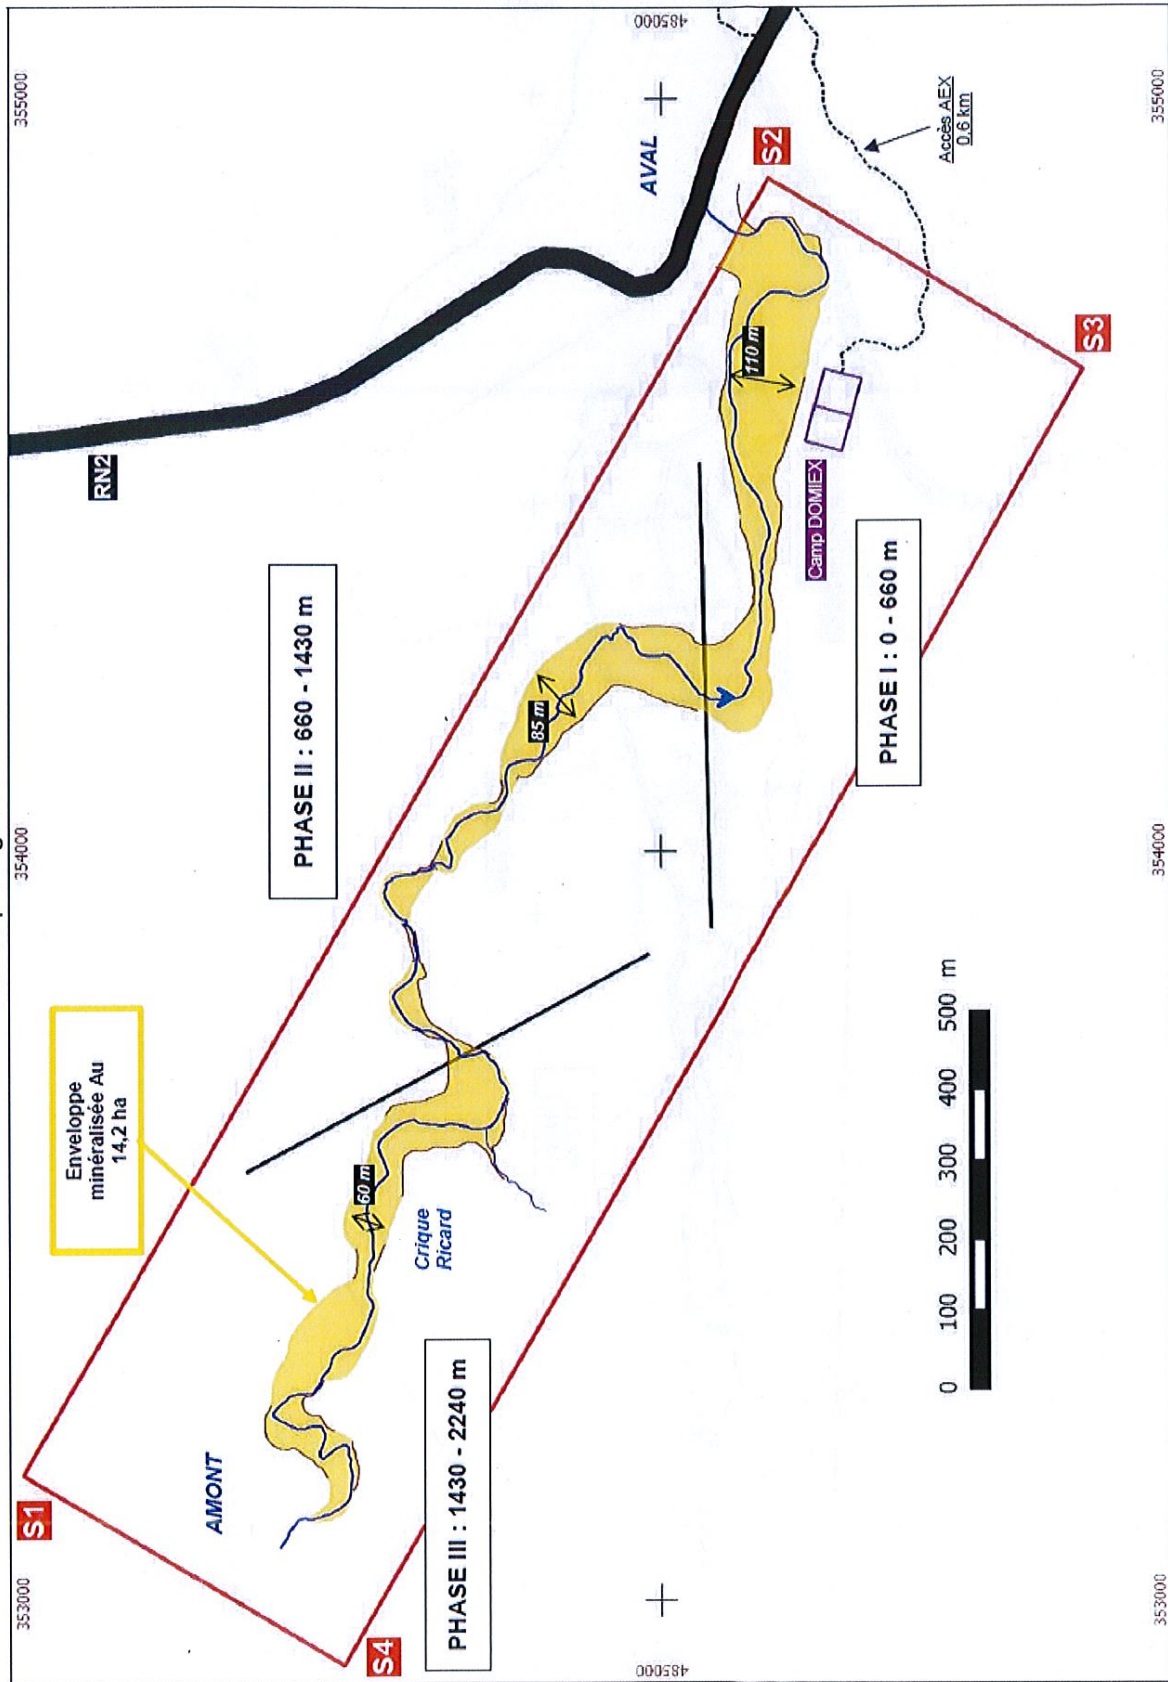 353000
354000
355000
S1
RN2
Enveloppe
minéralisée Au
14,2 ha
PHASE II : 660 - 1430 m
AMONT
60 m
85 m
S4
Crique
Ricard
485000
AVAL
485000
S2
110 m
PHASE III : 1430 - 2240 m
Camp DOMIEX
PHASE I : 0 - 660 m
Accès AEX
0,6 km
0 100 200 300 400 500 m
S3
353000
354000
355000